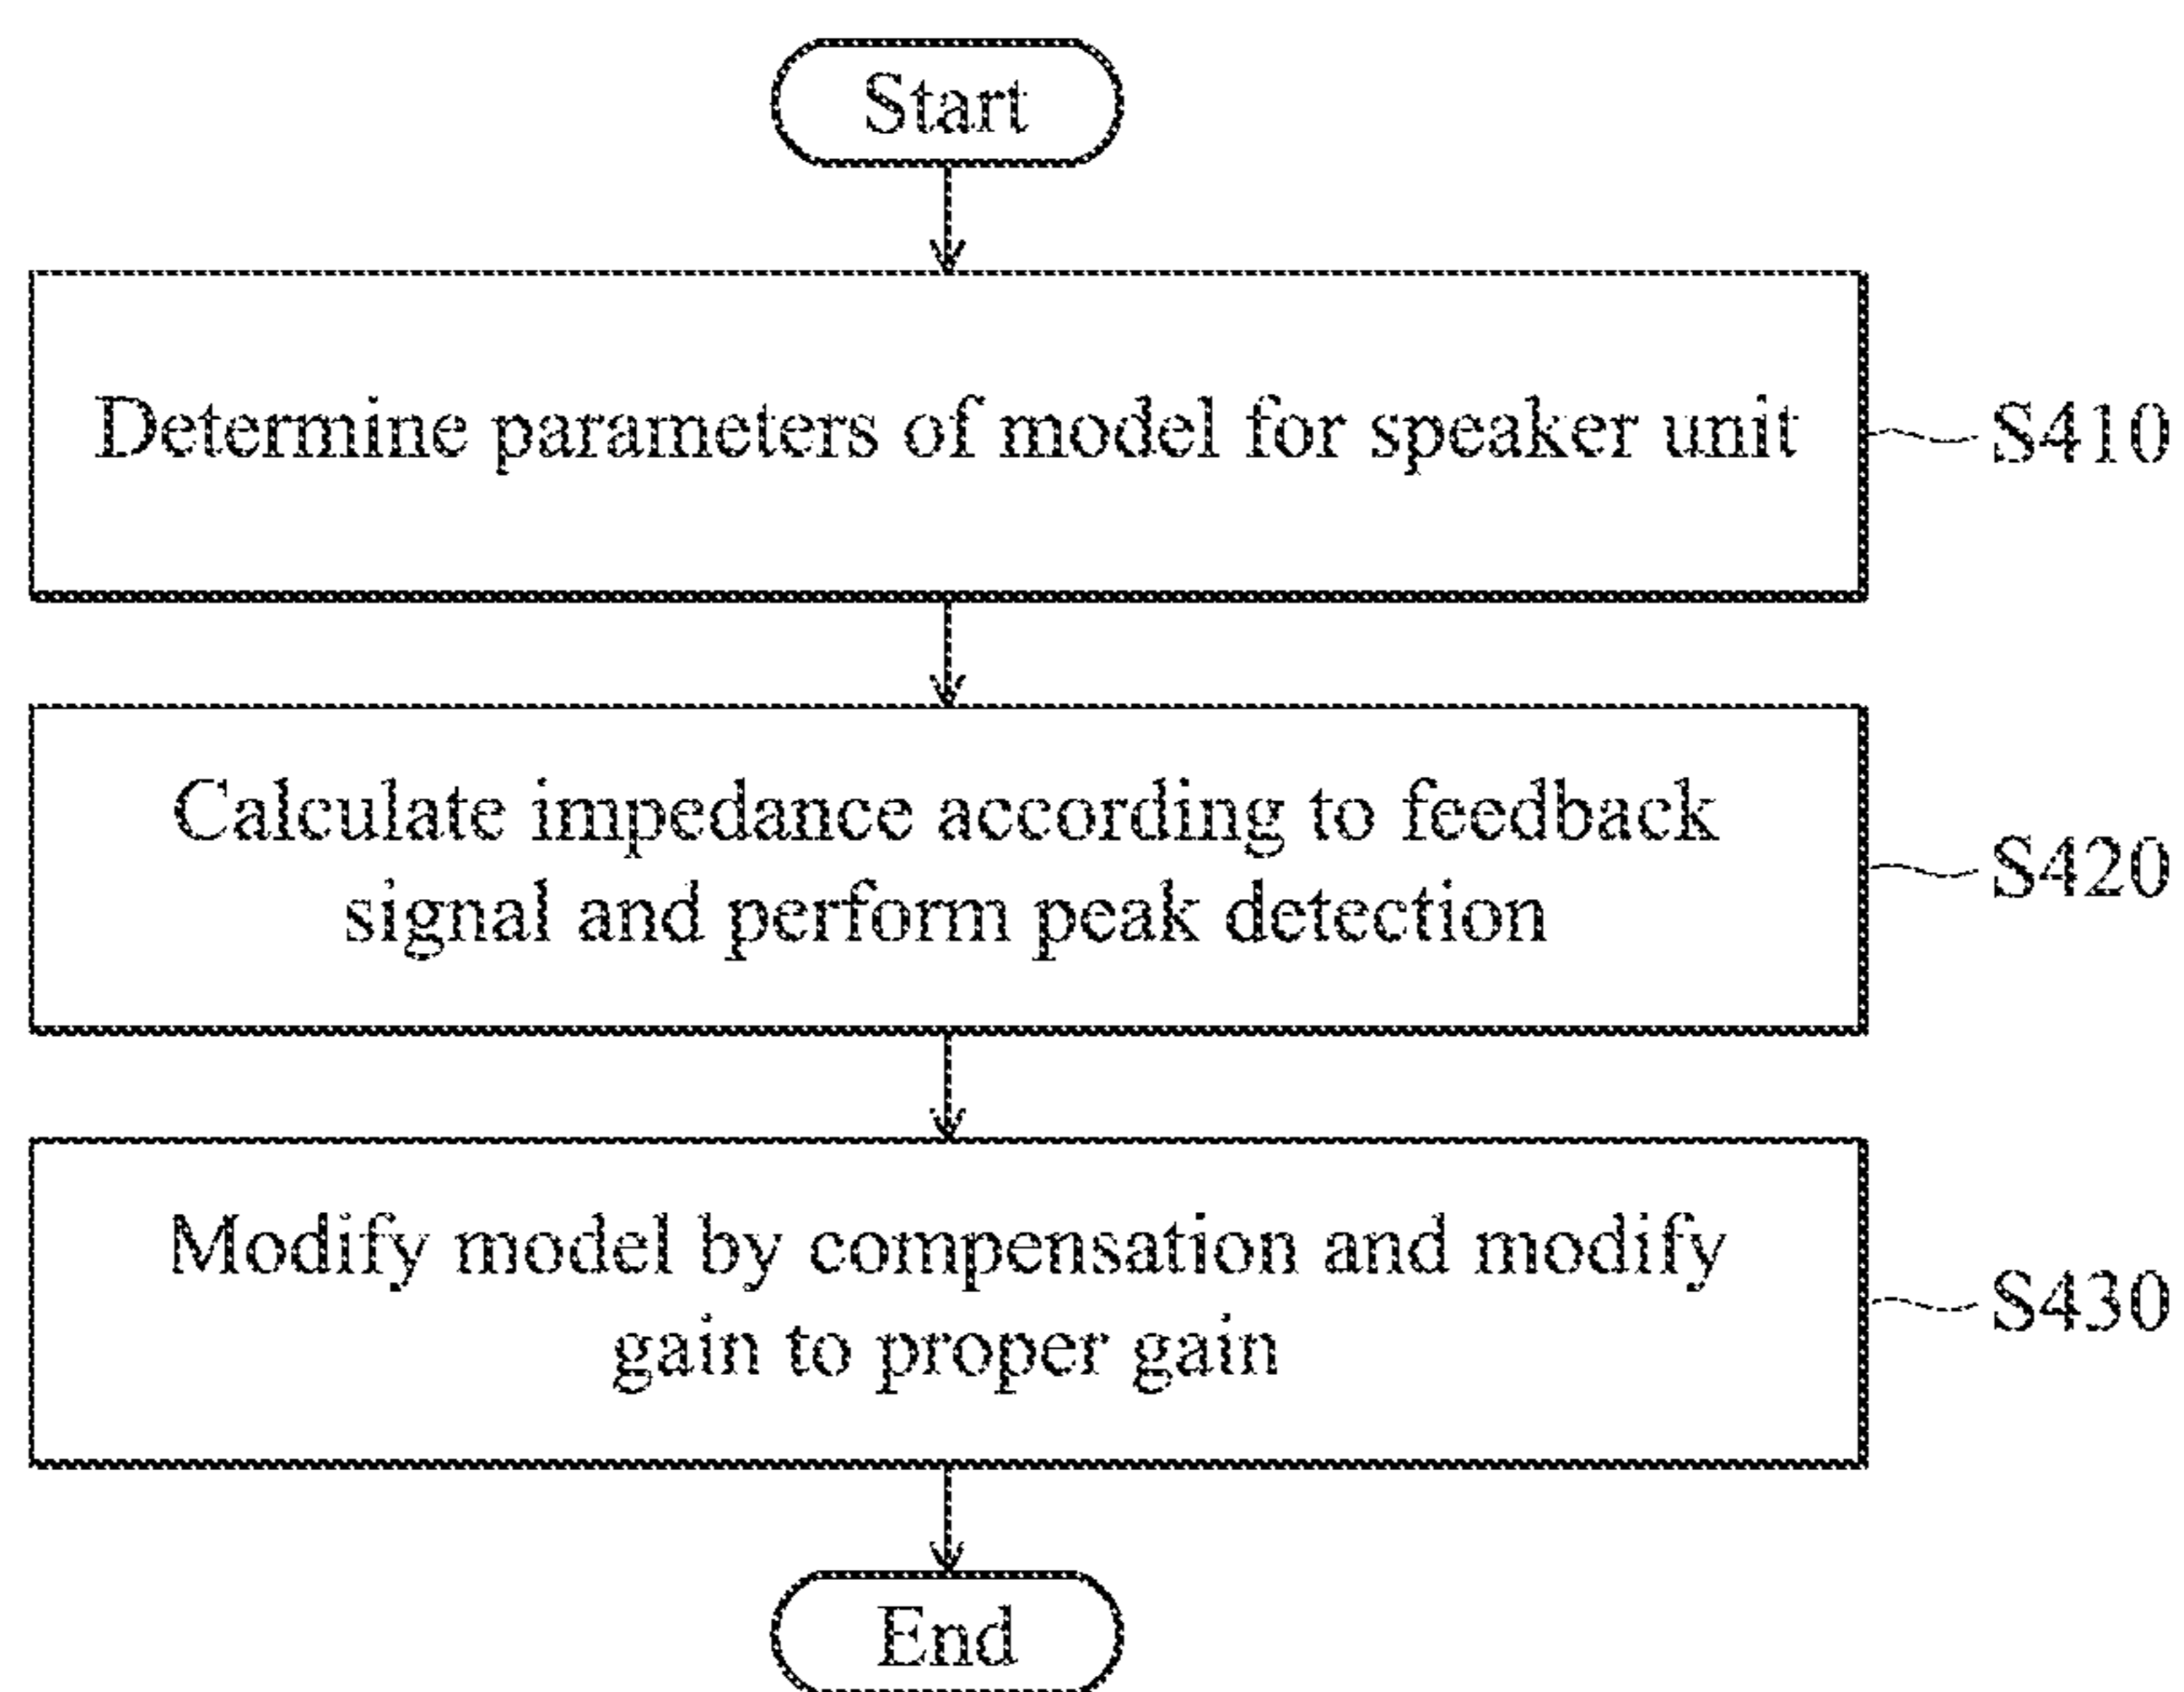 Start
Determine parameters of model for speaker unit
S410
Calculate impedance according to feedback
signal and perform peak detection
S420
Modify model by compensation and modify
gain to proper gain
S430
End